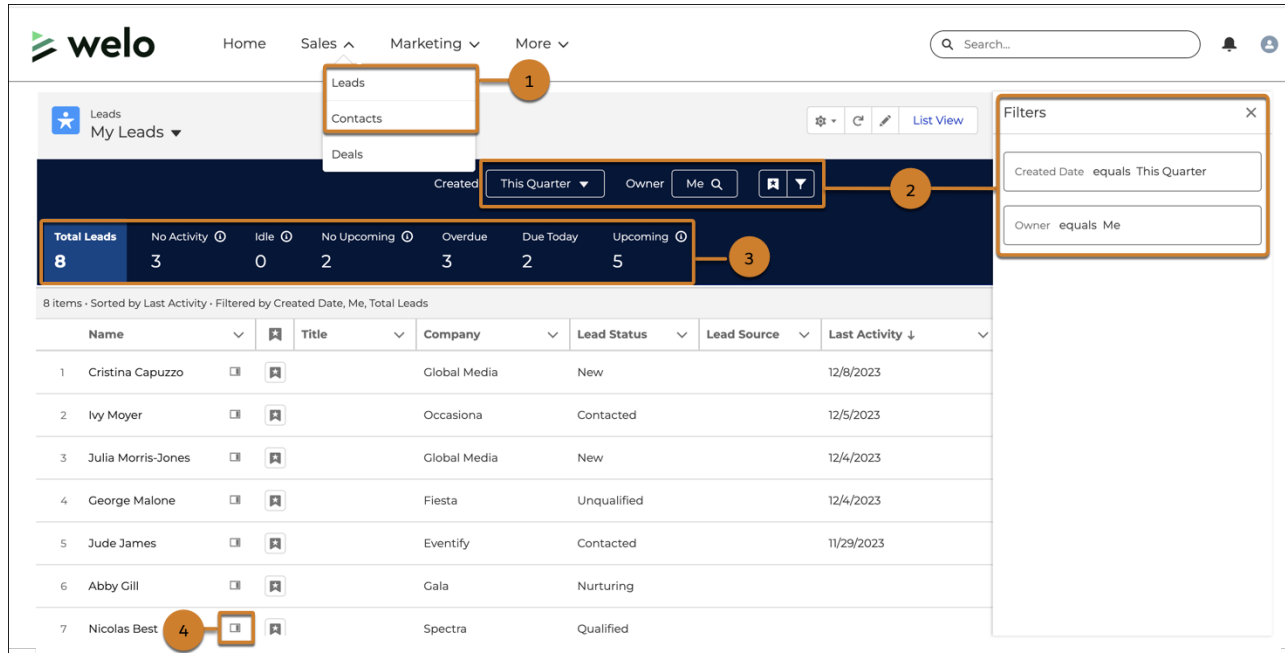 welo
Home Sales Marketing More
Search...
Leads
Contacts
Deals
1
Leads
My Leads
List View
Filters
Created Date equals This Quarter
Owner equals Me
Created This Quarter Owner Me
2
Total Leads No Activity Idle No Upcoming Overdue Due Today Upcoming
8 3 0 2 3 2 5
3
8 items • Sorted by Last Activity • Filtered by Created Date, Me, Total Leads
Name Title Company Lead Status Lead Source Last Activity ↓
1 Cristina Capuzzo Global Media New 12/8/2023
2 Ivy Moyer Occasiona Contacted 12/5/2023
3 Julia Morris-Jones Global Media New 12/4/2023
4 George Malone Fiesta Unqualified 12/4/2023
5 Jude James Eventify Contacted 11/29/2023
6 Abby Gill Gala Nurturing
7 Nicolas Best 4 Spectra Qualified